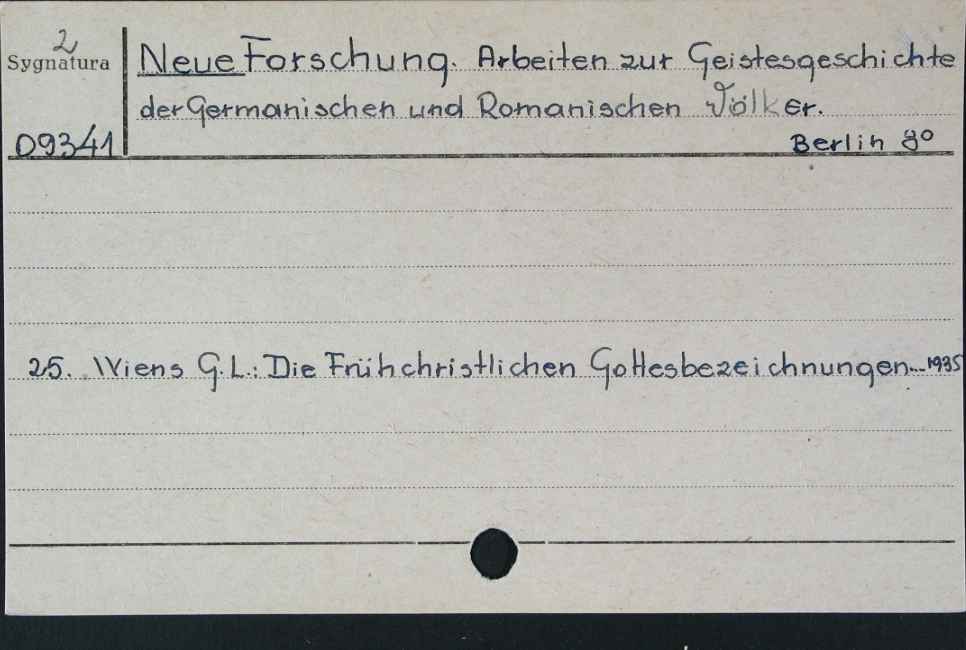 2
Sygnatura
09341
Neue Forschung. Arbeiten zur Geistesgeschichte
der Germanischen und Romanischen Völker.
Berlin 8°
25. Wiens G.L.: Die Frühchristlichen Gottesbezeichnungen...1935